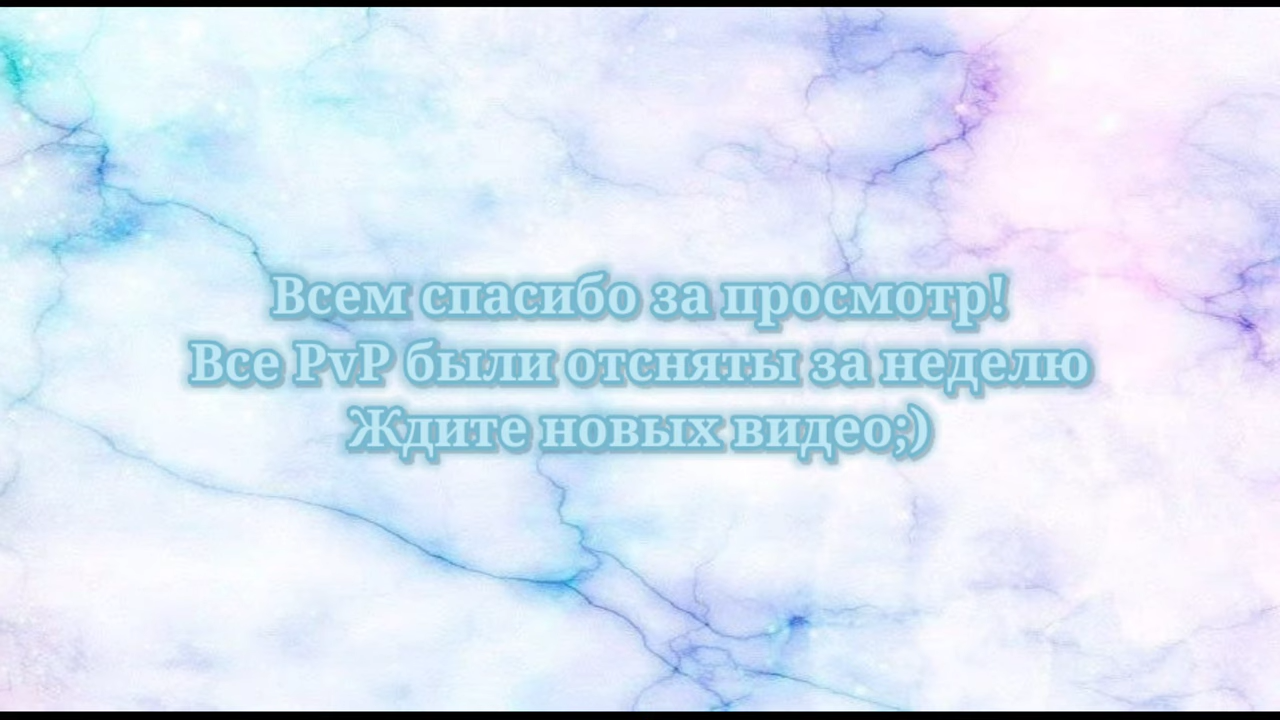 Всем спасибо за просмотр!
Все PvP были отсняты за неделю
Ждите новых видео;)